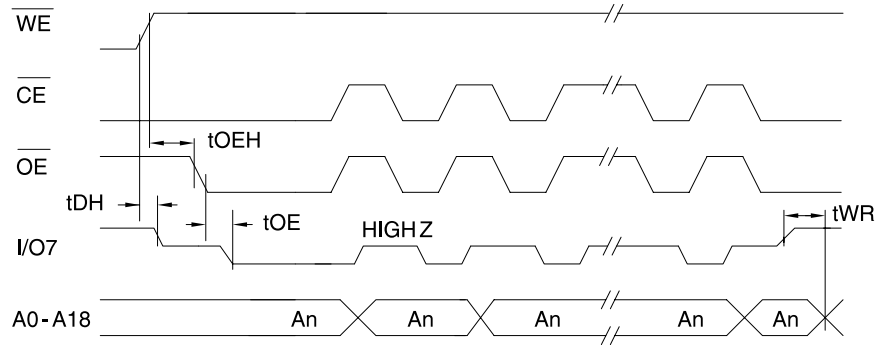 WE
CE
tOEH
OE
tDH
tOE
tWR
I/O7
HIGH Z
A0 - A18
An
An
An
An
An